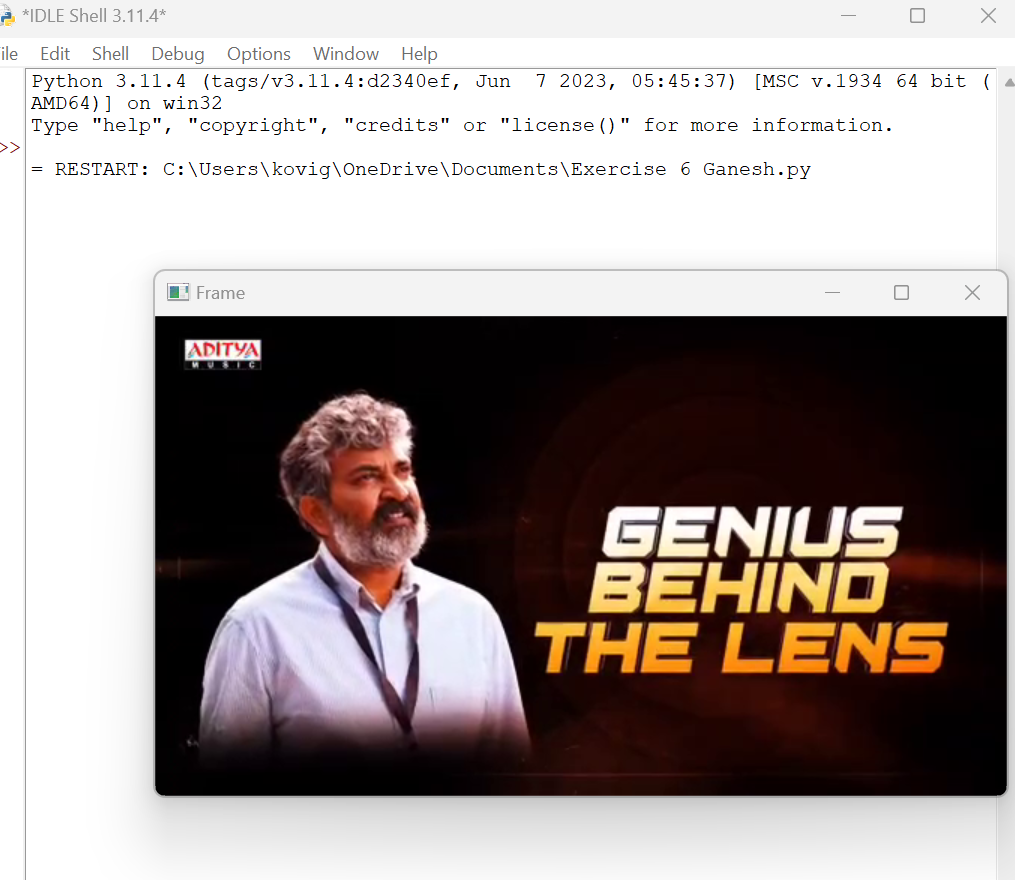 *IDLE Shell 3.11.4*
ile Edit Shell Debug Options Window Help
Python 3.11.4 (tags/v3.11.4:d2340ef, Jun  7 2023, 05:45:37) [MSC v.1934 64 bit (
AMD64)] on win32
Type "help", "copyright", "credits" or "license()" for more information.
>>
= RESTART: C:\Users\kovig\OneDrive\Documents\Exercise 6 Ganesh.py
Frame
ADITYA
MUSIC
GENIUS
BEHIND
THE LENS